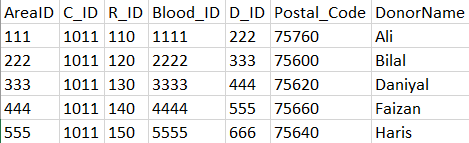 AreaID C_ID R_ID Blood_ID D_ID Postal_Code DonorName
111 1011 110 1111 222 75760 Ali
222 1011 120 2222 333 75600 Bilal
333 1011 130 3333 444 75620 Daniyal
444 1011 140 4444 555 75660 Faizan
555 1011 150 5555 666 75640 Haris